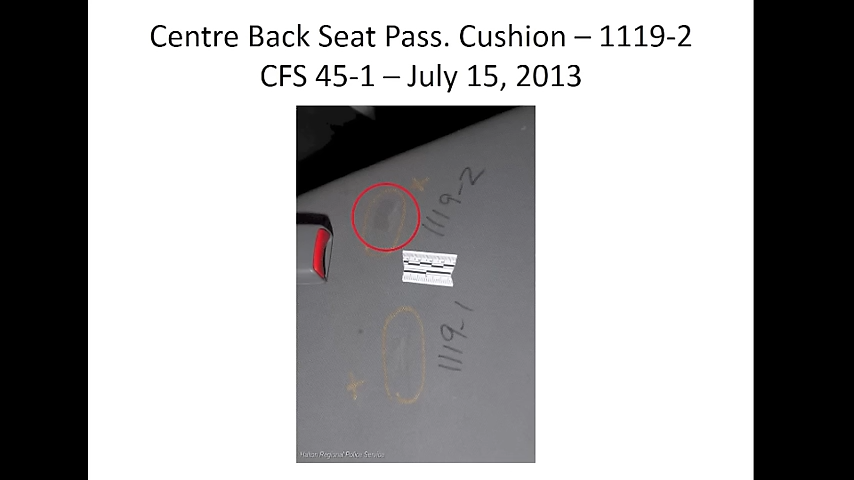 Centre Back Seat Pass. Cushion – 1119-2
CFS 45-1 – July 15, 2013
1119-2
1119-1
Halton Regional Police Service